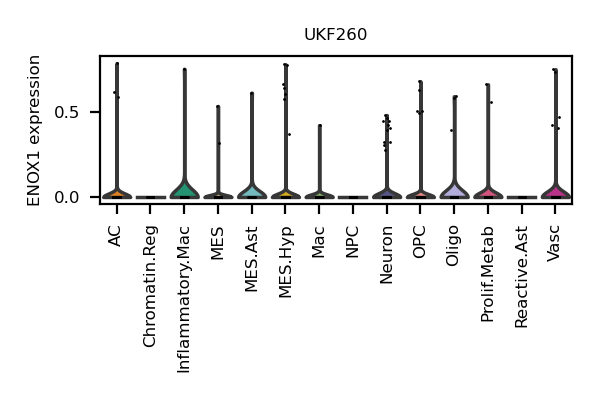 UKF260
ENOX1 expression
0.5
0.0
AC
Chromatin.Reg
Inflammatory.Mac
MES
MES.Ast
MES.Hyp
Mac
NPC
Neuron
OPC
Oligo
Prolif.Metab
Reactive.Ast
Vasc